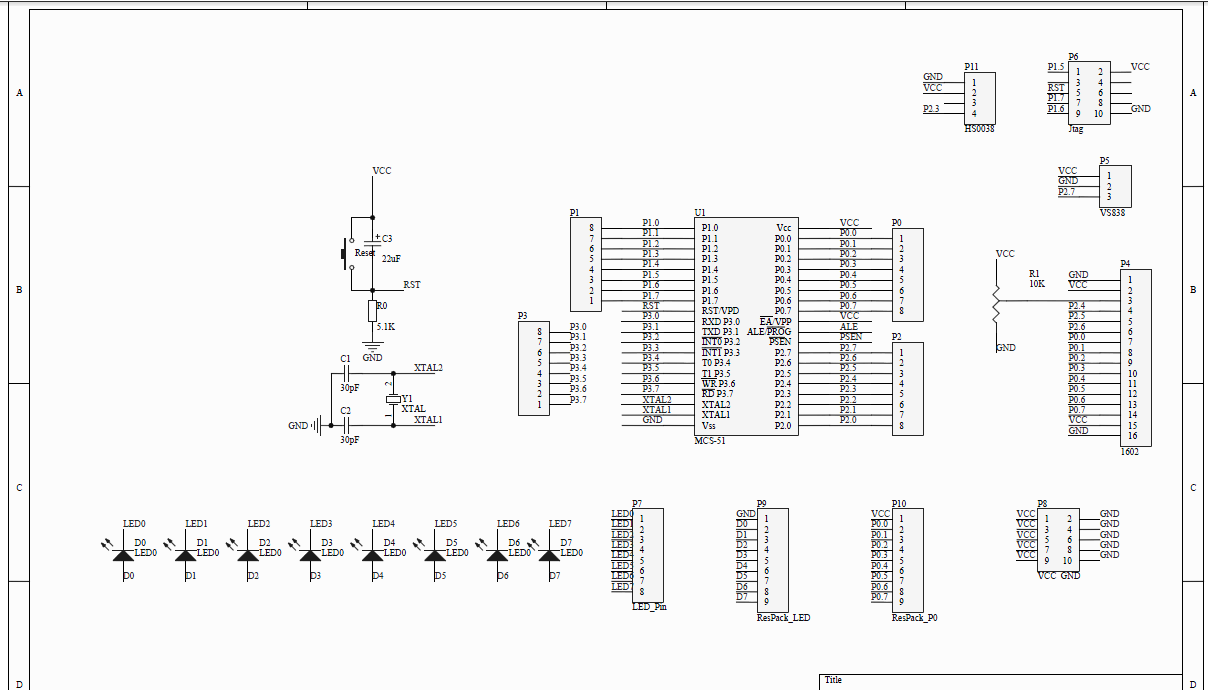 A
A
P11
GND 1
VCC 2
3
P2.3 4
HS0038
P6
P1.5 1 2 VCC
3 4
RST 5 6
P1.7 7 8
P1.6 9 10 GND
Jtag
P5
VCC 1
GND 2
P2.7 3
VS838
VCC
Reset
+ C3
22uF
RST
R0
5.1K
GND
C1
30pF
XTAL2
2
Y1
XTAL
1
C2
30pF
XTAL1
GND
B
B
P1
8
7
6
5
4
3
2
1
P3
8 P3.0
7 P3.1
6 P3.2
5 P3.3
4 P3.4
3 P3.5
2 P3.6
1 P3.7
U1
P1.0 P1.0 Vcc VCC
P1.1 P1.1 P0.0 P0.0
P1.2 P1.2 P0.1 P0.1
P1.3 P1.3 P0.2 P0.2
P1.4 P1.4 P0.3 P0.3
P1.5 P1.5 P0.4 P0.4
P1.6 P1.6 P0.5 P0.5
P1.7 P1.7 P0.6 P0.6
RST RST/VPD P0.7 P0.7
P3.0 RXD P3.0 EA/VPP VCC
P3.1 TXD P3.1 ALE/PROG ALE
P3.2 INT0 P3.2 PSEN PSEN
P3.3 INT1 P3.3 P2.7 P2.7
P3.4 T0 P3.4 P2.6 P2.6
P3.5 T1 P3.5 P2.5 P2.5
P3.6 WR P3.6 P2.4 P2.4
P3.7 RD P3.7 P2.3 P2.3
XTAL2 XTAL2 P2.2 P2.2
XTAL1 XTAL1 P2.1 P2.1
GND Vss P2.0 P2.0
MCS-51
P0
1
2
3
4
5
6
7
8
P2
1
2
3
4
5
6
7
8
VCC
R1
10K
GND
P4
GND 1
VCC 2
3
P2.4 4
P2.5 5
P2.6 6
P0.0 7
P0.1 8
P0.2 9
P0.3 10
P0.4 11
P0.5 12
P0.6 13
P0.7 14
VCC 15
GND 16
1602
C
C
LED0 LED1 LED2 LED3 LED4 LED5 LED6 LED7
D0 D1 D2 D3 D4 D5 D6 D7
LED0 LED0 LED0 LED0 LED0 LED0 LED0 LED0
D0 D1 D2 D3 D4 D5 D6 D7
P7
LED0 1
LED1 2
LED2 3
LED3 4
LED4 5
LED5 6
LED6 7
LED7 8
LED_Pin
P9
GND 1
D0 2
D1 3
D2 4
D3 5
D4 6
D5 7
D6 8
D7 9
ResPack_LED
P10
VCC 1
P0.0 2
P0.1 3
P0.2 4
P0.3 5
P0.4 6
P0.5 7
P0.6 8
P0.7 9
ResPack_P0
P8
VCC 1 2 GND
VCC 3 4 GND
VCC 5 6 GND
VCC 7 8 GND
VCC 9 10 GND
VCC GND
D
Title
D